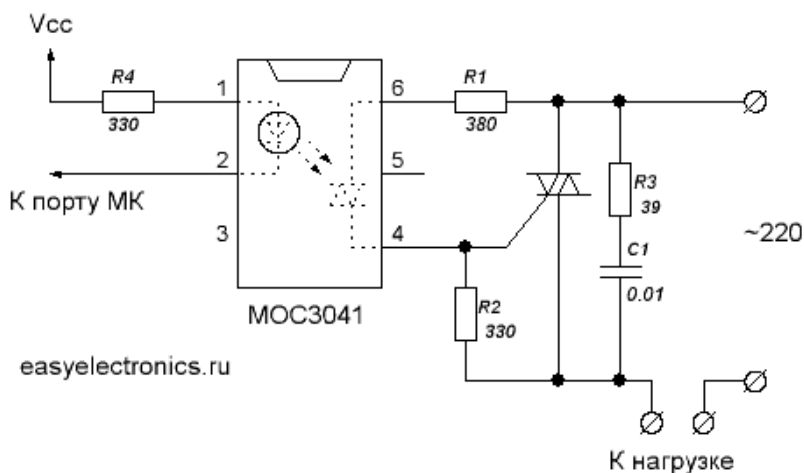 Vcc
R4
330
1
2
3
К порту МК
6
5
4
MOC3041
R1
380
R2
330
R3
39
C1
0.01
~220
К нагрузке
easyelectronics.ru